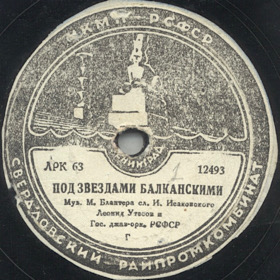 НКМП РСФСР
ЛЕНИНГРАД
АРК 63
12493
1
ПОД ЗВЕЗДАМИ БАЛКАНСКИМИ
Муз. М. Блантера сл. И. Исаковского
Леонид Утесов и
Гос. джаз-орк. РСФСР
Г
СВЕРДЛОВСКИЙ РАЙПРОМКОМБИНАТ